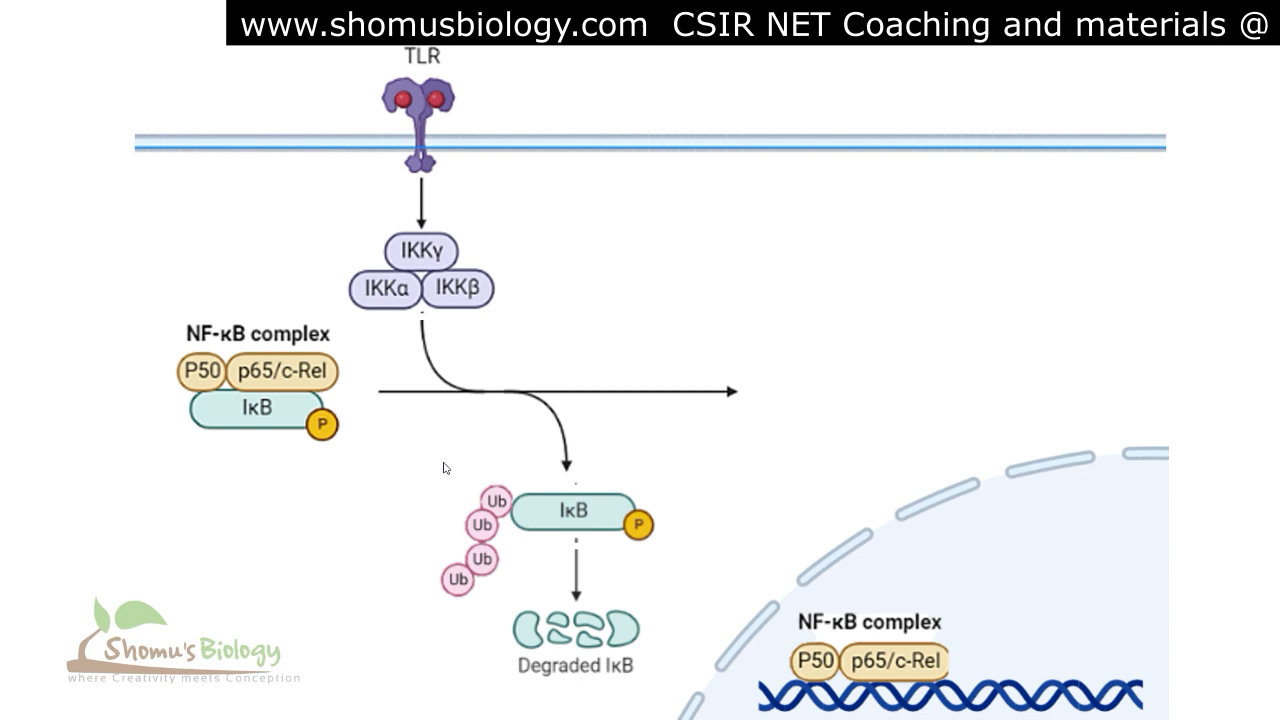 www.shomusbiology.com CSIR NET Coaching and materials @
TLR
IKKγ
IKKα IKKβ
NF-κB complex
P50 p65/c-Rel
IκB
P
Ub
IκB
P
Ub
Ub
Ub
Degraded IκB
NF-κB complex
P50 p65/c-Rel
Shomu's Biology
where Creativity meets Conception